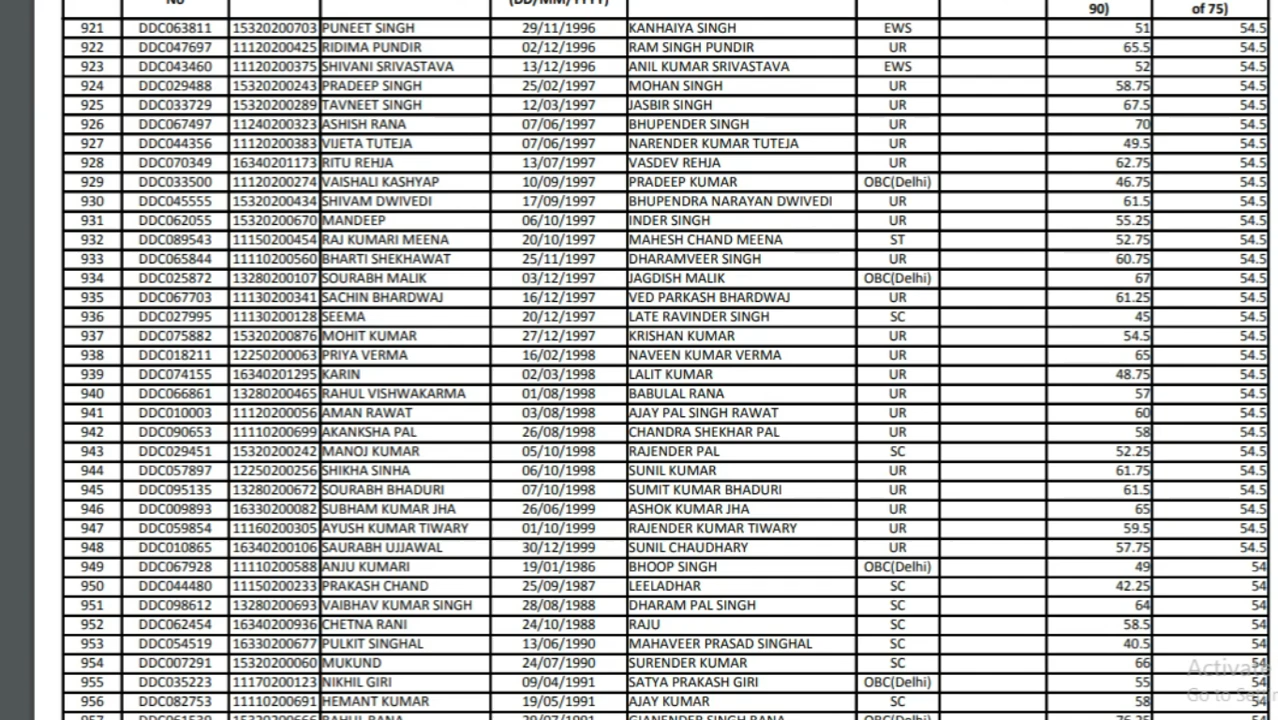 No (DD/MM/YYYY) 90) of 75)
921 DDC063811 15320200703 PUNEET SINGH 29/11/1996 KANHAIYA SINGH EWS 51 54.5
922 DDC047697 11120200425 RIDIMA PUNDIR 02/12/1996 RAM SINGH PUNDIR UR 65.5 54.5
923 DDC043460 11120200375 SHIVANI SRIVASTAVA 13/12/1996 ANIL KUMAR SRIVASTAVA EWS 52 54.5
924 DDC029488 15320200243 PRADEEP SINGH 25/02/1997 MOHAN SINGH UR 58.75 54.5
925 DDC033729 15320200289 TAVNEET SINGH 12/03/1997 JASBIR SINGH UR 67.5 54.5
926 DDC067497 11240200323 ASHISH RANA 07/06/1997 BHUPENDER SINGH UR 70 54.5
927 DDC044356 11120200383 VIJETA TUTEJA 07/06/1997 NARENDER KUMAR TUTEJA UR 49.5 54.5
928 DDC070349 16340201173 RITU REHJA 13/07/1997 VASDEV REHJA UR 62.75 54.5
929 DDC033500 11120200274 VAISHALI KASHYAP 10/09/1997 PRADEEP KUMAR OBC(Delhi) 46.75 54.5
930 DDC045555 15320200434 SHIVAM DWIVEDI 17/09/1997 BHUPENDRA NARAYAN DWIVEDI UR 61.5 54.5
931 DDC062055 15320200670 MANDEEP 06/10/1997 INDER SINGH UR 55.25 54.5
932 DDC089543 11150200454 RAJ KUMARI MEENA 20/10/1997 MAHESH CHAND MEENA ST 52.75 54.5
933 DDC065844 11110200560 BHARTI SHEKHAWAT 25/11/1997 DHARAMVEER SINGH UR 60.75 54.5
934 DDC025872 13280200107 SOURABH MALIK 03/12/1997 JAGDISH MALIK OBC(Delhi) 67 54.5
935 DDC067703 11130200341 SACHIN BHARDWAJ 16/12/1997 VED PARKASH BHARDWAJ UR 61.25 54.5
936 DDC027995 11130200128 SEEMA 20/12/1997 LATE RAVINDER SINGH SC 45 54.5
937 DDC075882 15320200876 MOHIT KUMAR 27/12/1997 KRISHAN KUMAR UR 54.5 54.5
938 DDC018211 12250200063 PRIYA VERMA 16/02/1998 NAVEEN KUMAR VERMA UR 65 54.5
939 DDC074155 16340201295 KARIN 02/03/1998 LALIT KUMAR UR 48.75 54.5
940 DDC066861 13280200465 RAHUL VISHWAKARMA 01/08/1998 BABULAL RANA UR 57 54.5
941 DDC010003 11120200056 AMAN RAWAT 03/08/1998 AJAY PAL SINGH RAWAT UR 60 54.5
942 DDC090653 11110200699 AKANKSHA PAL 26/08/1998 CHANDRA SHEKHAR PAL UR 58 54.5
943 DDC029451 15320200242 MANOJ KUMAR 05/10/1998 RAJENDER PAL SC 52.25 54.5
944 DDC057897 12250200256 SHIKHA SINHA 06/10/1998 SUNIL KUMAR UR 61.75 54.5
945 DDC095135 13280200672 SOURABH BHADURI 07/10/1998 SUMIT KUMAR BHADURI UR 61.5 54.5
946 DDC009893 16330200082 SUBHAM KUMAR JHA 26/06/1999 ASHOK KUMAR JHA UR 65 54.5
947 DDC059854 11160200305 AYUSH KUMAR TIWARY 01/10/1999 RAJENDER KUMAR TIWARY UR 59.5 54.5
948 DDC010865 16340200106 SAURABH UJJAWAL 30/12/1999 SUNIL CHAUDHARY UR 57.75 54.5
949 DDC067928 11110200588 ANJU KUMARI 19/01/1986 BHOOP SINGH OBC(Delhi) 49 54
950 DDC044480 11150200233 PRAKASH CHAND 25/09/1987 LEELADHAR SC 42.25 54
951 DDC098612 13280200693 VAIBHAV KUMAR SINGH 28/08/1988 DHARAM PAL SINGH SC 64 54
952 DDC062454 16340200936 CHETNA RANI 24/10/1988 RAJU SC 58.5 54
953 DDC054519 16330200677 PULKIT SINGHAL 13/06/1990 MAHAVEER PRASAD SINGHAL SC 40.5 54
954 DDC007291 15320200060 MUKUND 24/07/1990 SURENDER KUMAR SC 66 54
955 DDC035223 11170200123 NIKHIL GIRI 09/04/1991 SATYA PRAKASH GIRI OBC(Delhi) 55 54
956 DDC082753 11110200691 HEMANT KUMAR 19/05/1991 AJAY KUMAR SC 58 54
Activate
Go to